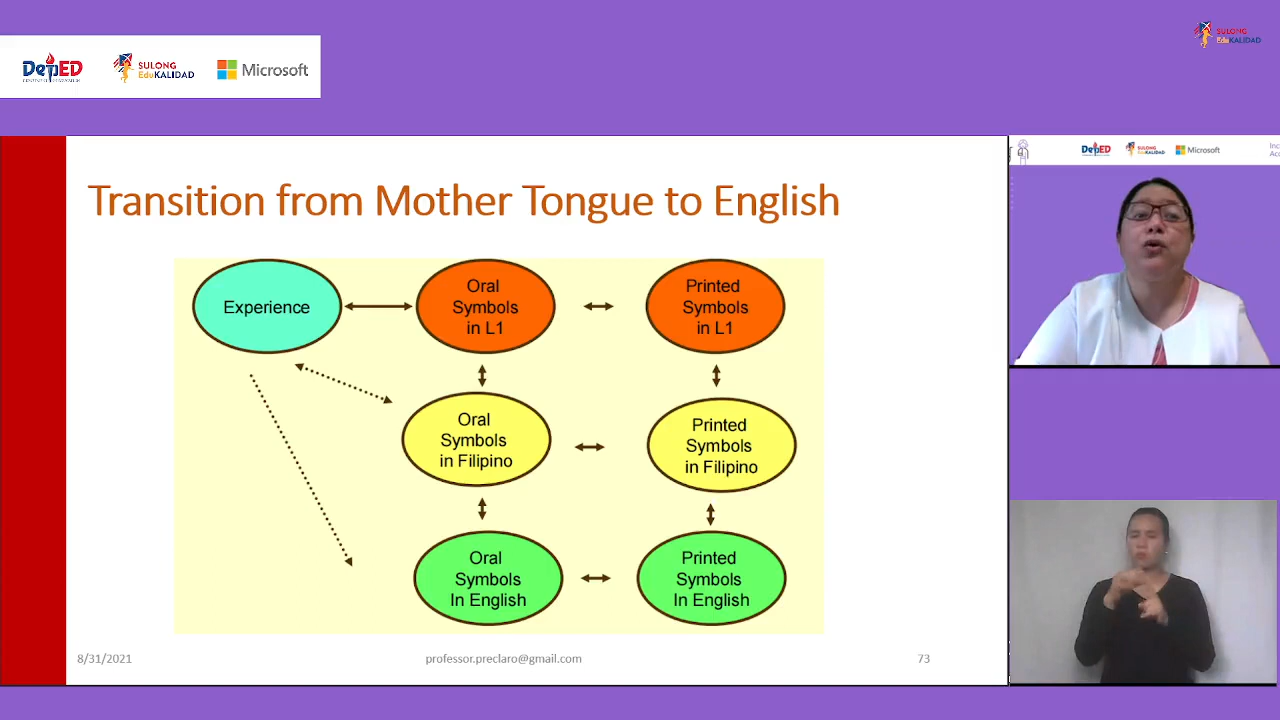 SULONG
EduKALIDAD
DepED
SULONG
EduKALIDAD
Microsoft
DepED
SULONG
EduKALIDAD
Microsoft
Transition from Mother Tongue to English
Experience
Oral
Symbols
in L1
Printed
Symbols
in L1
Oral
Symbols
in Filipino
Printed
Symbols
in Filipino
Oral
Symbols
In English
Printed
Symbols
In English
8/31/2021
professor.preclaro@gmail.com
73